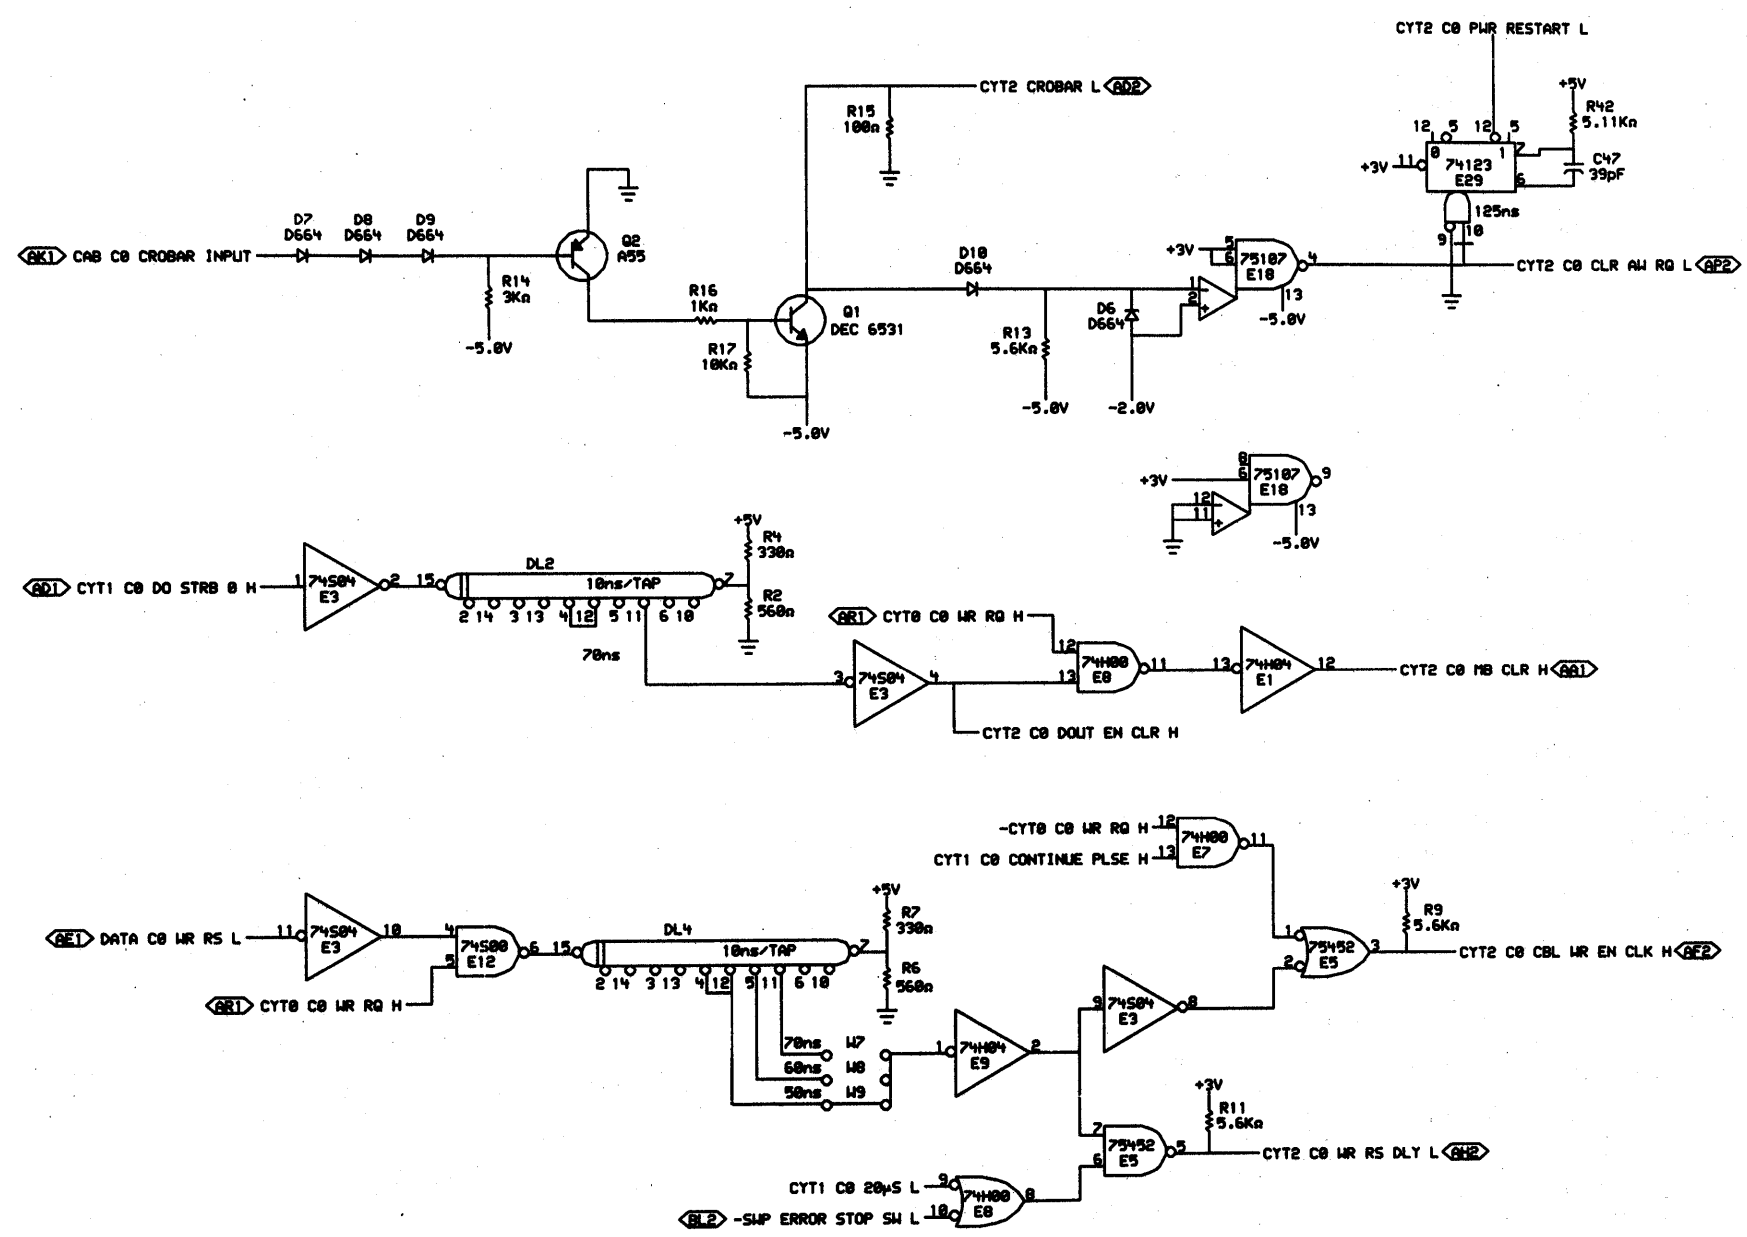 CYT2 C0 PWR RESTART L
+5V
R42
5.11KΩ
CYT2 CROBAR L AD2
R15
100Ω
12 5 12 5
0 1 7
+3V 11 74123
E29 6
C47
39pF
125ns
9 10
D7
D664
D8
D664
D9
D664
AK1 CAB C0 CROBAR INPUT
Q2
A55
R14
3KΩ
-5.0V
R16
1KΩ
Q1
DEC 6531
R17
10KΩ
-5.0V
D10
D664
+3V 5
6
75107
E18
4
CYT2 C0 CLR AW RQ L AP2
1
2
-
+
13
-5.0V
D6
D664
R13
5.6KΩ
-5.0V
-2.0V
8
6
+3V
75107
E18
9
12
11
-
+
13
-5.0V
+5V
R4
330Ω
DL2
AD1 CYT1 C0 DO STRB 0 H 1 74S04 2 15 10ns/TAP 7
E3
R2
560Ω
2 14 3 13 4 12 5 11 6 10
70ns
AR1 CYT0 C0 WR RQ H
12
13
74H00
E8
11 13 74H04 12
E1
CYT2 C0 MB CLR H AA1
3 74S04 4
E3
CYT2 C0 DOUT EN CLR H
-CYT0 C0 WR RQ H 12
CYT1 C0 CONTINUE PLSE H 13
74H00
E7
11
+5V
R7
330Ω
DL4
AE1 DATA C0 WR RS L 11 74S04 10
E3
4
5
74S00
E12
6 15 10ns/TAP 7
AR1 CYT0 C0 WR RQ H
2 14 3 13 4 12 5 11 6 10
R6
560Ω
+3V
R9
5.6KΩ
1
2
75452
E5
3
CYT2 C0 CBL WR EN CLK H AF2
70ns W7
60ns W8
50ns W9
1 74H04 2
E9
9 74S04 8
E3
+3V
R11
5.6KΩ
7
6
75452
E5
5
CYT2 C0 WR RS DLY L AH2
CYT1 C0 20µS L 9
BL2 -SWP ERROR STOP SW L 10
74H00
E8
8